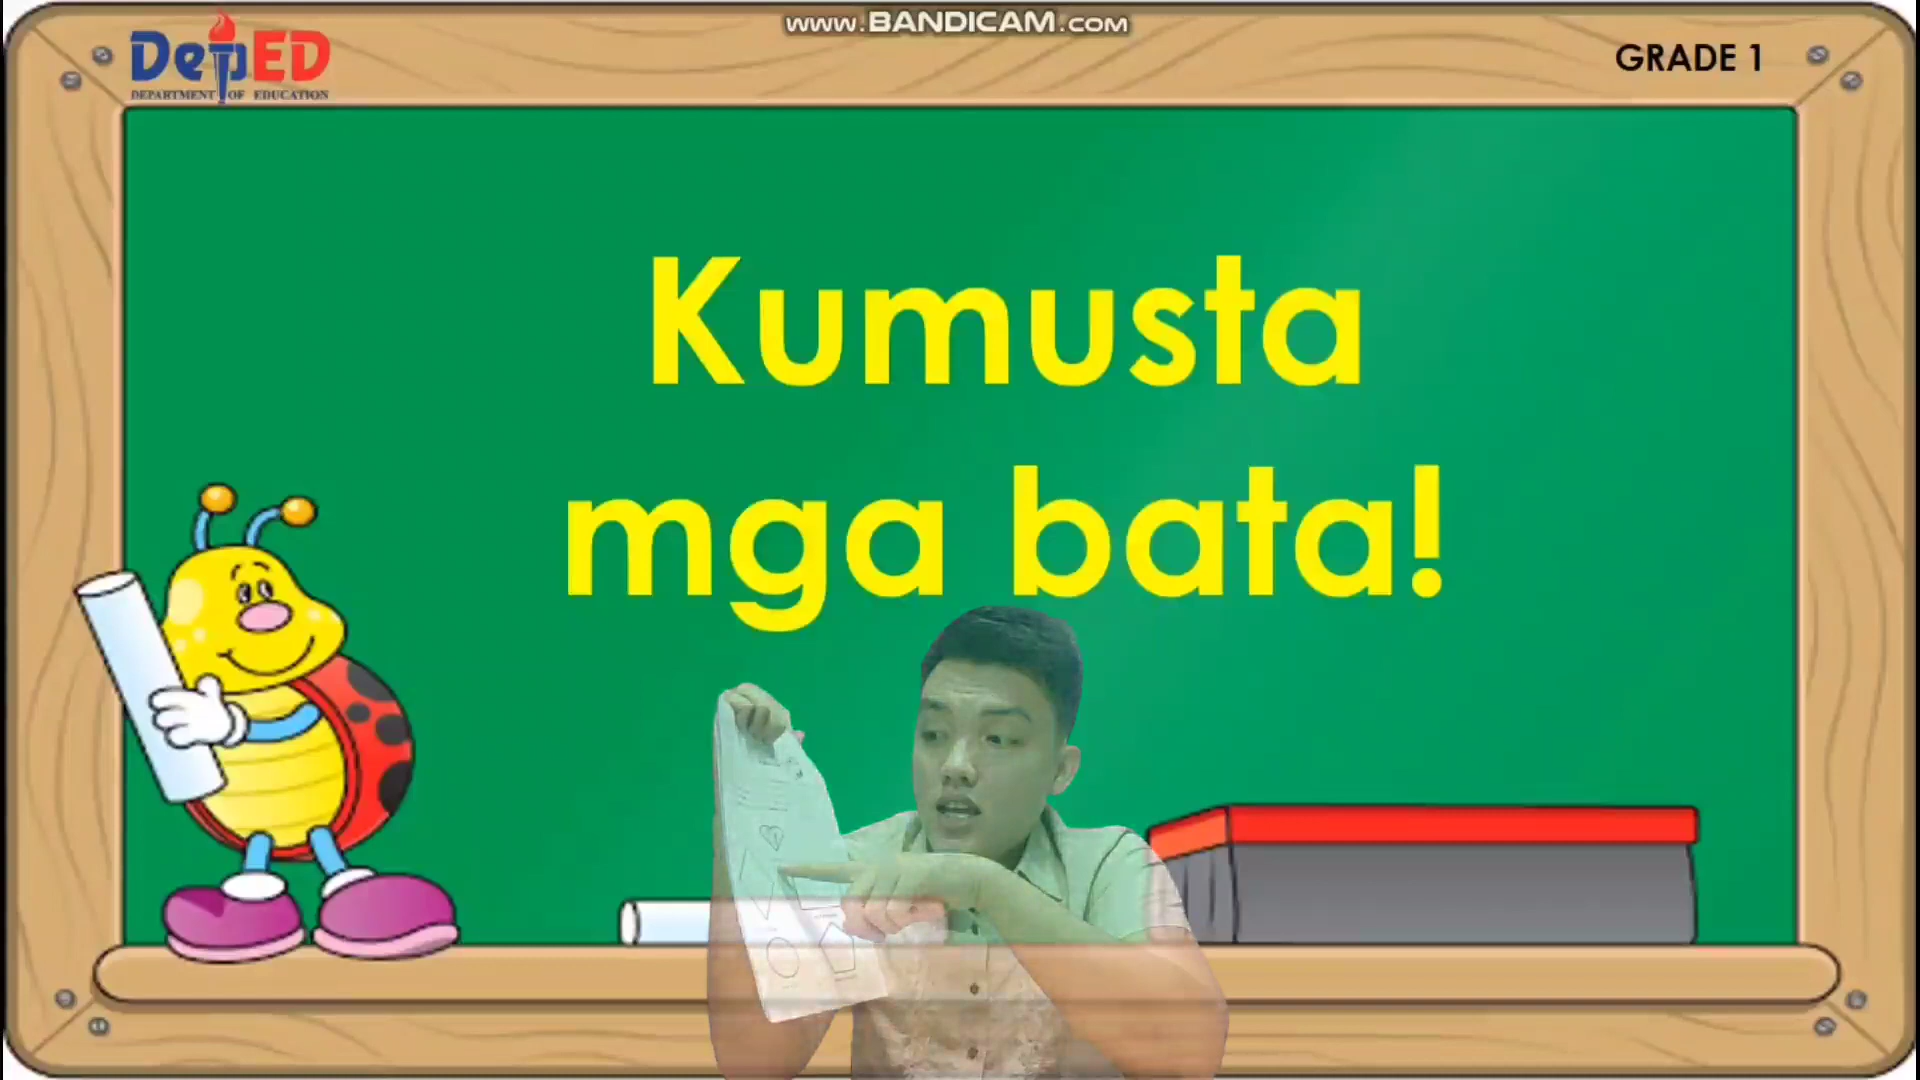 www.BANDICAM.com
DepED
DEPARTMENT OF EDUCATION
GRADE 1
Kumusta
mga bata!